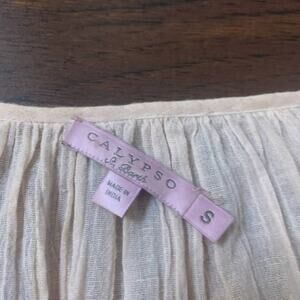 CALYPSO
St. Barth
S
MADE IN
INDIA